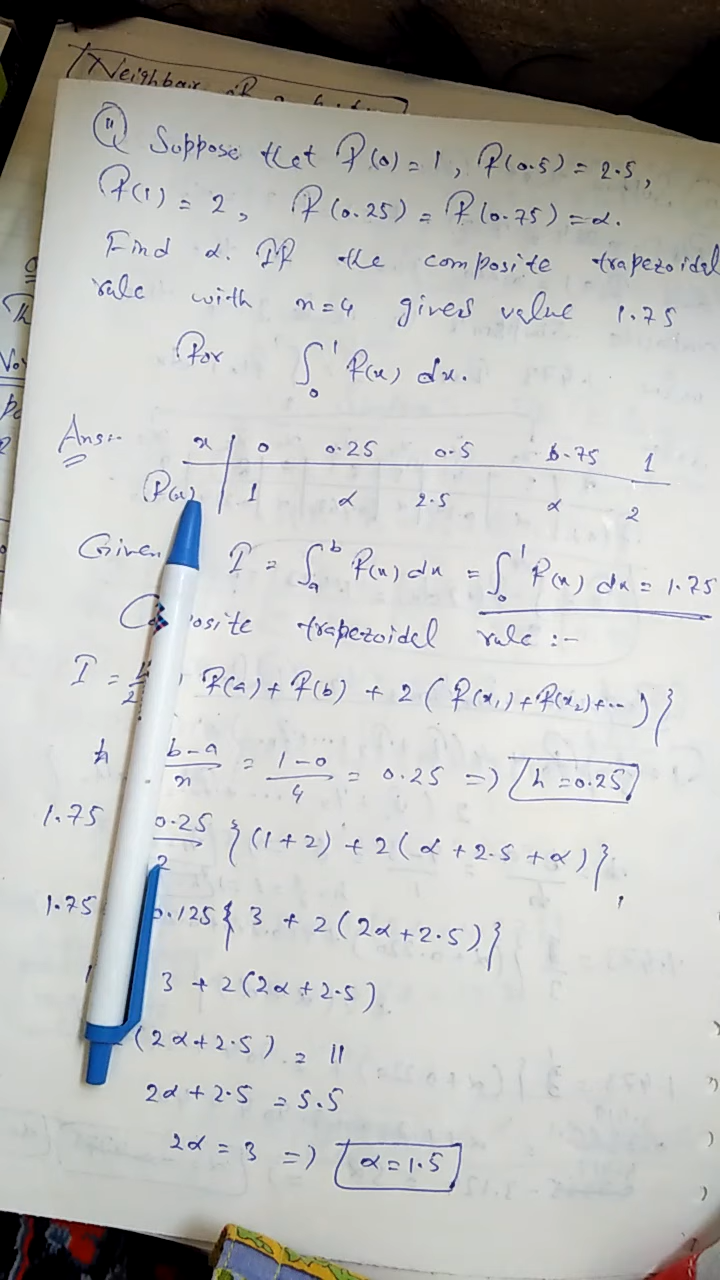 Neighbour
Q Suppose that f(0) = 1, f(0.5) = 2.5,
f(1) = 2, f(0.25) = f(0.75) = α.
Find α. If the composite trapezoidal
rule with n=4 gives value 1.75
for ∫₀¹ f(x) dx.
Ans:- x 0 0.25 0.5 0.75 1
f(x) 1 α 2.5 α 2
Given I = ∫ₐᵇ f(x) dx = ∫₀¹ f(x) dx = 1.75
Composite trapezoidal rule :-
I = f(a) + f(b) + 2 ( f(x₁) + f(x₂) + ... ) }
h b-a/n = 1-0/4 = 0.25 => h = 0.25
1.75 0.25/2 { (1+2) + 2 ( α + 2.5 + α ) }
1.75 0.125 { 3 + 2 ( 2α + 2.5 ) }
3 + 2 ( 2α + 2.5 )
( 2α + 2.5 ) = 11
2α + 2.5 = 5.5
2α = 3 => α = 1.5